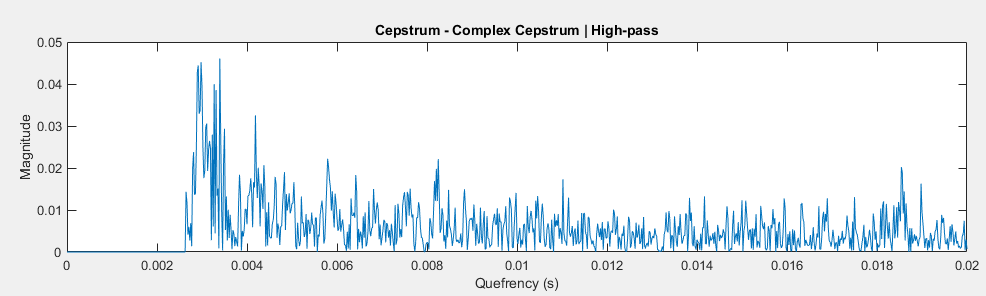 Cepstrum - Complex Cepstrum | High-pass
0.05
0.04
0.03
0.02
0.01
0
Magnitude
0 0.002 0.004 0.006 0.008 0.01 0.012 0.014 0.016 0.018 0.02
Quefrency (s)